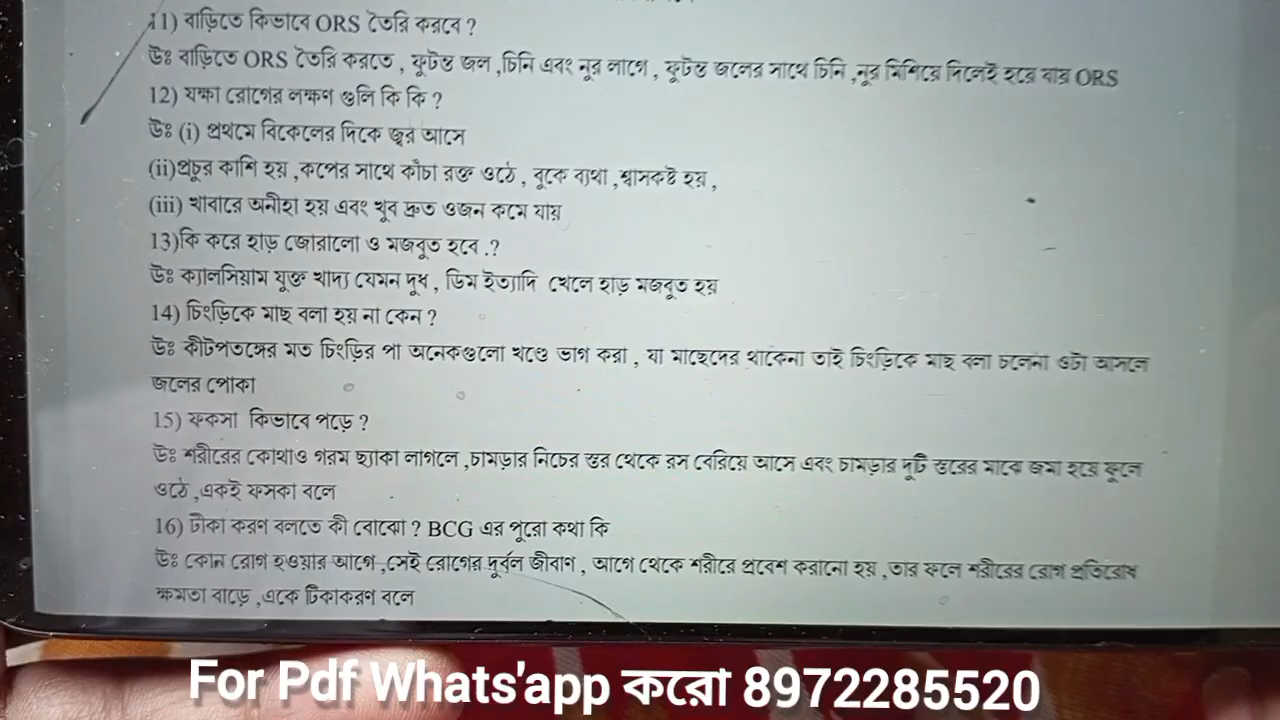 11) বাড়িতে কিভাবে ORS তৈরি করবে ?
উঃ বাড়িতে ORS তৈরি করতে , ফুটন্ত জল ,চিনি এবং নুন লাগে , ফুটন্ত জলের সাথে চিনি ,নুন মিশিয়ে দিলেই হয়ে যায় ORS
12) যক্ষা রোগের লক্ষণ গুলি কি কি ?
উঃ (i) প্রথমে বিকেলের দিকে জ্বর আসে
(ii)প্রচুর কাশি হয় ,কপের সাথে কাঁচা রক্ত ওঠে , বুকে ব্যথা ,শ্বাসকষ্ট হয় ,
(iii) খাবারে অনীহা হয় এবং খুব দ্রুত ওজন কমে যায়
13)কি করে হাড় জোরালো ও মজবুত হবে .?
উঃ ক্যালসিয়াম যুক্ত খাদ্য যেমন দুধ , ডিম ইত্যাদি খেলে হাড় মজবুত হয়
14) চিংড়িকে মাছ বলা হয় না কেন ?
উঃ কীটপতঙ্গের মত চিংড়ির পা অনেকগুলো খণ্ডে ভাগ করা , যা মাছেদের থাকেনা তাই চিংড়িকে মাছ বলা চলেনা ওটা আসলে
জলের পোকা
15) ফকসা কিভাবে পড়ে ?
উঃ শরীরের কোথাও গরম ছ্যাকা লাগলে ,চামড়ার নিচের স্তর থেকে রস বেরিয়ে আসে এবং চামড়ার দুটি স্তরের মাঝে জমা হয়ে ফুলে
ওঠে ,একই ফসকা বলে
16) টীকা করণ বলতে কী বোঝো ? BCG এর পুরো কথা কি
উঃ কোন রোগ হওয়ার আগে ,সেই রোগের দুর্বল জীবাণ , আগে থেকে শরীরে প্রবেশ করানো হয় ,তার ফলে শরীরের রোগ প্রতিরোধ
ক্ষমতা বাড়ে ,একে টিকাকরণ বলে
For Pdf Whats'app করো 8972285520